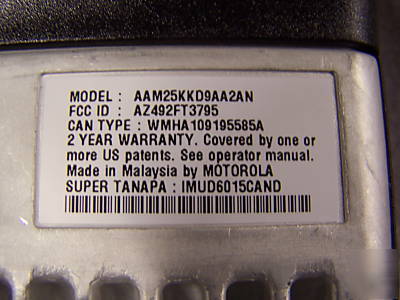 MODEL : AAM25KKD9AA2AN
FCC ID : AZ492FT3795
CAN TYPE : WMHA109195585A
2 YEAR WARRANTY. Covered by one or
more US patents. See operator manual.
Made in Malaysia by MOTOROLA
SUPER TANAPA : IMUD6015CAND